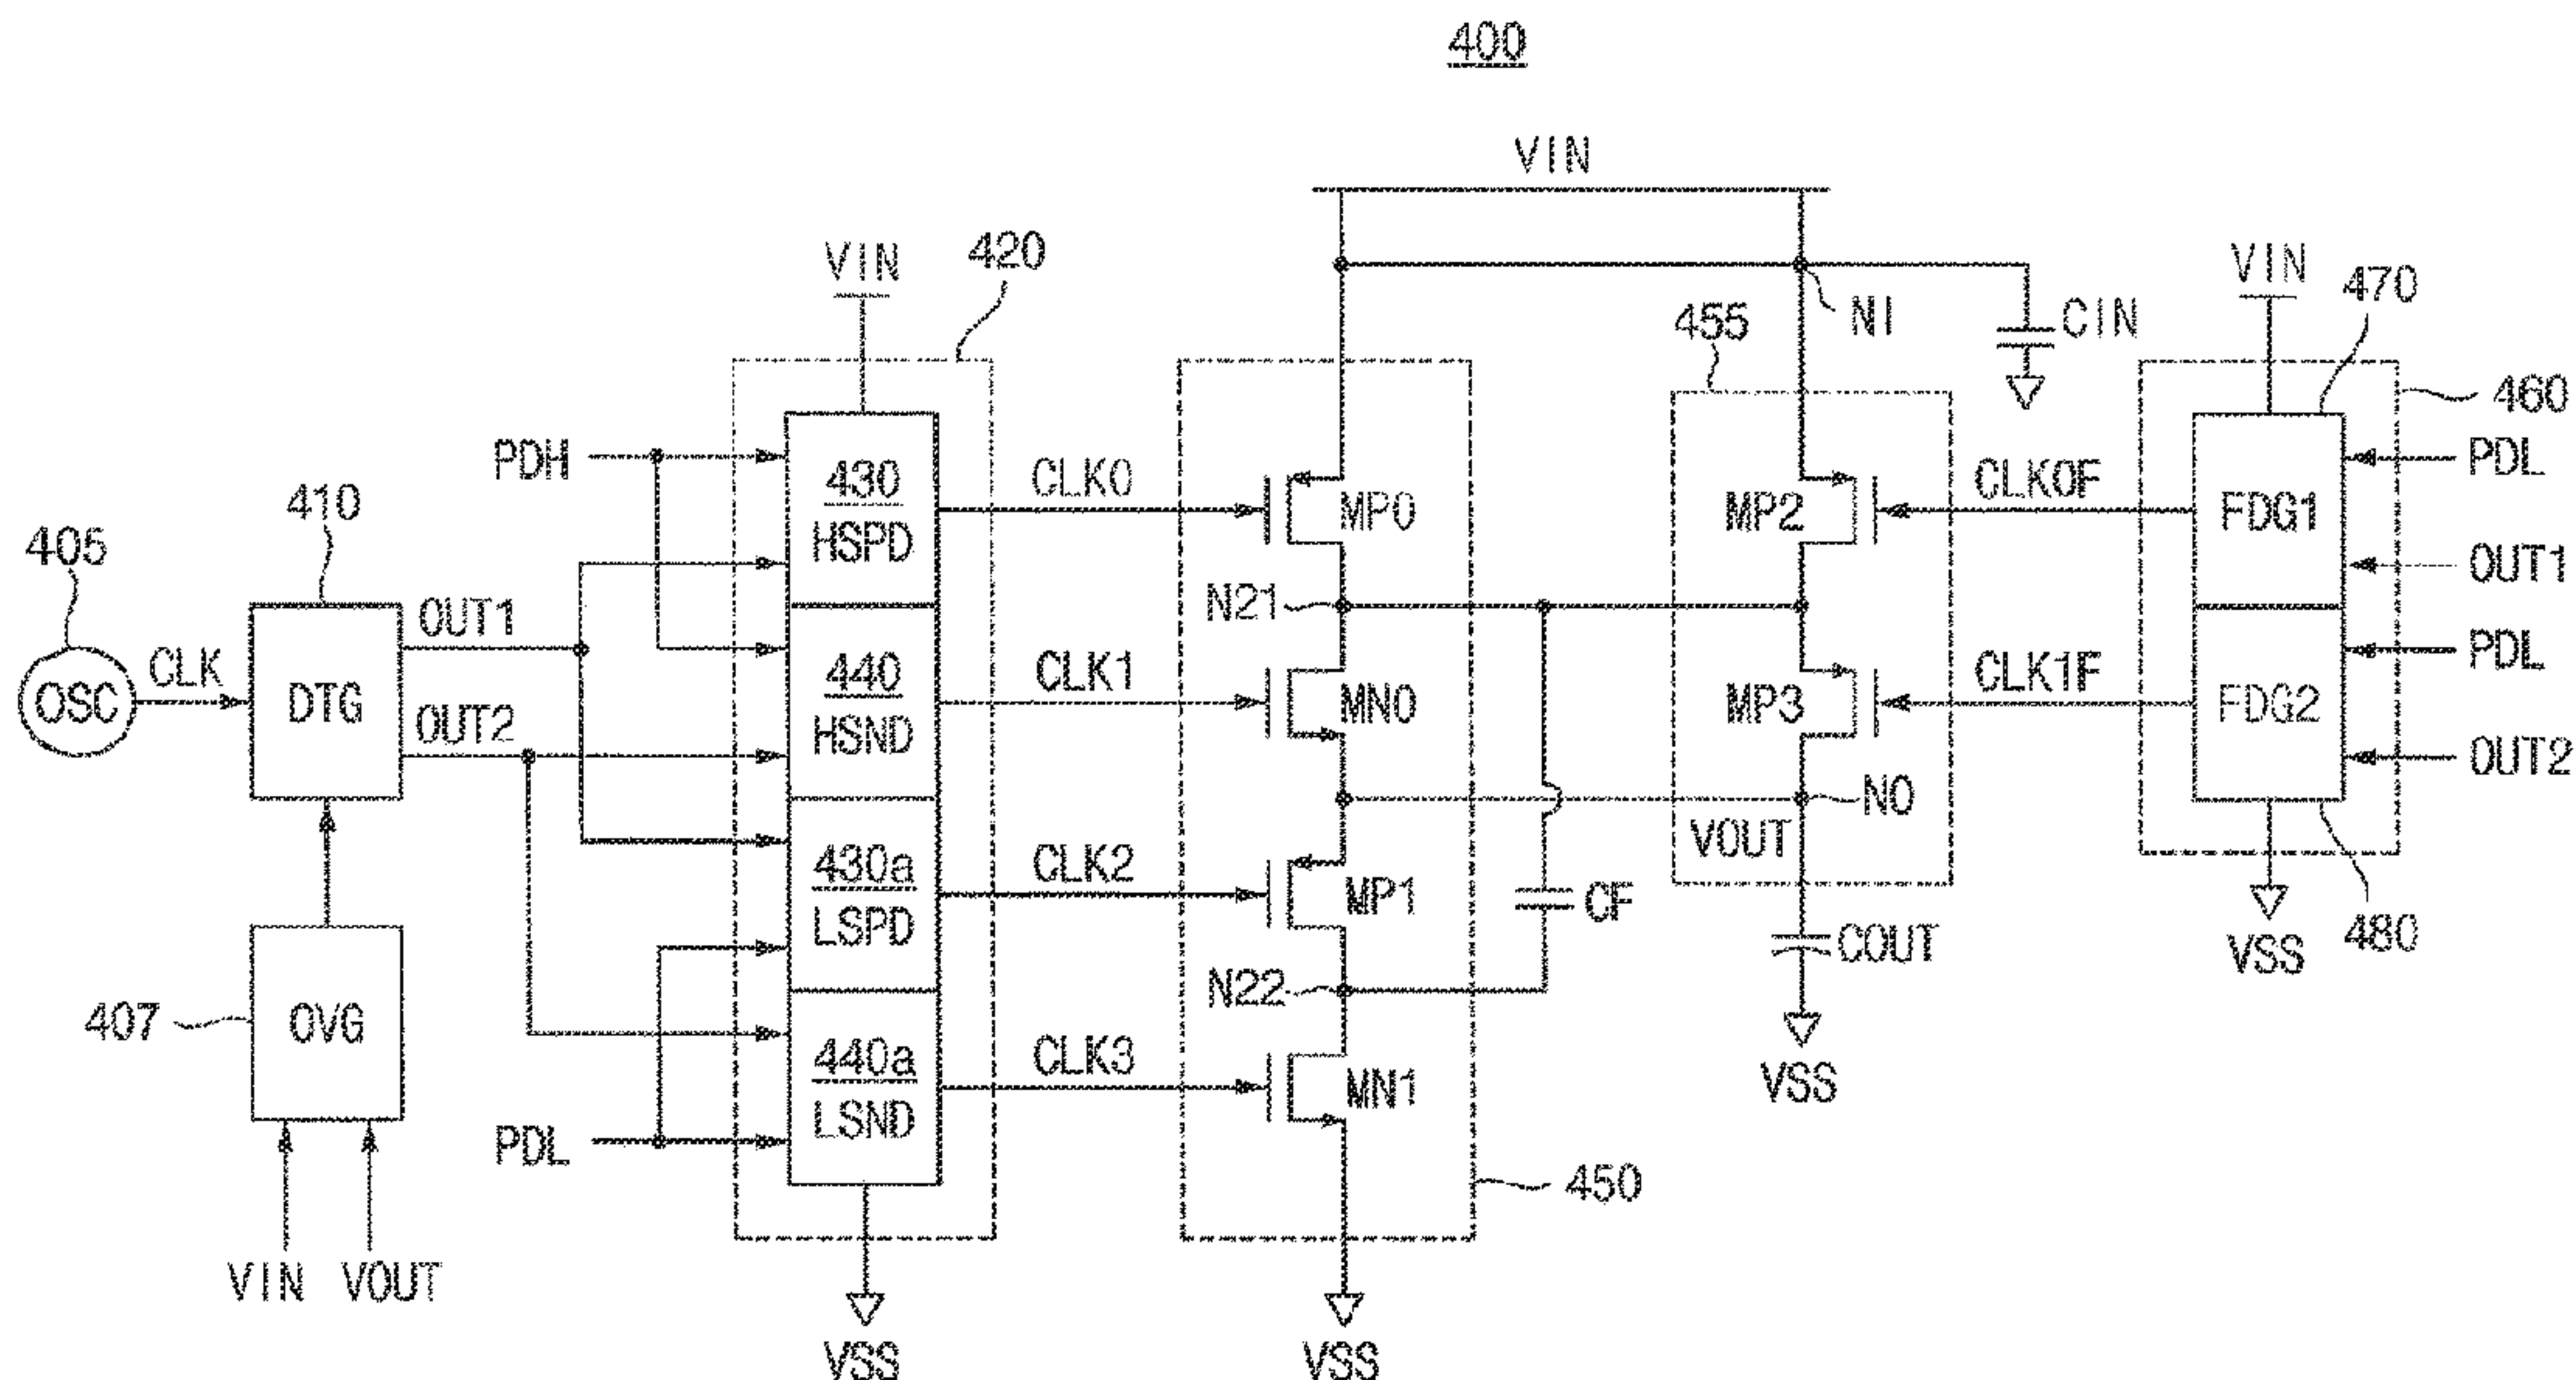 400
VIN
VIN
420
VIN
470
455
NI
CIN
460
PDH
430
HSPD
CLK0
MP0
MP2
CLK0F
FDG1
PDL
410
405
OUT1
OUT1
N21
CLK
OSC
DTG
440
HSND
CLK1
MN0
MP3
CLK1F
FDG2
PDL
OUT2
OUT2
NO
VOUT
430a
LSPD
CLK2
MP1
CF
COUT
VSS
480
407
OVG
N22
440a
LSND
CLK3
MN1
VSS
PDL
450
VIN
VOUT
VSS
VSS